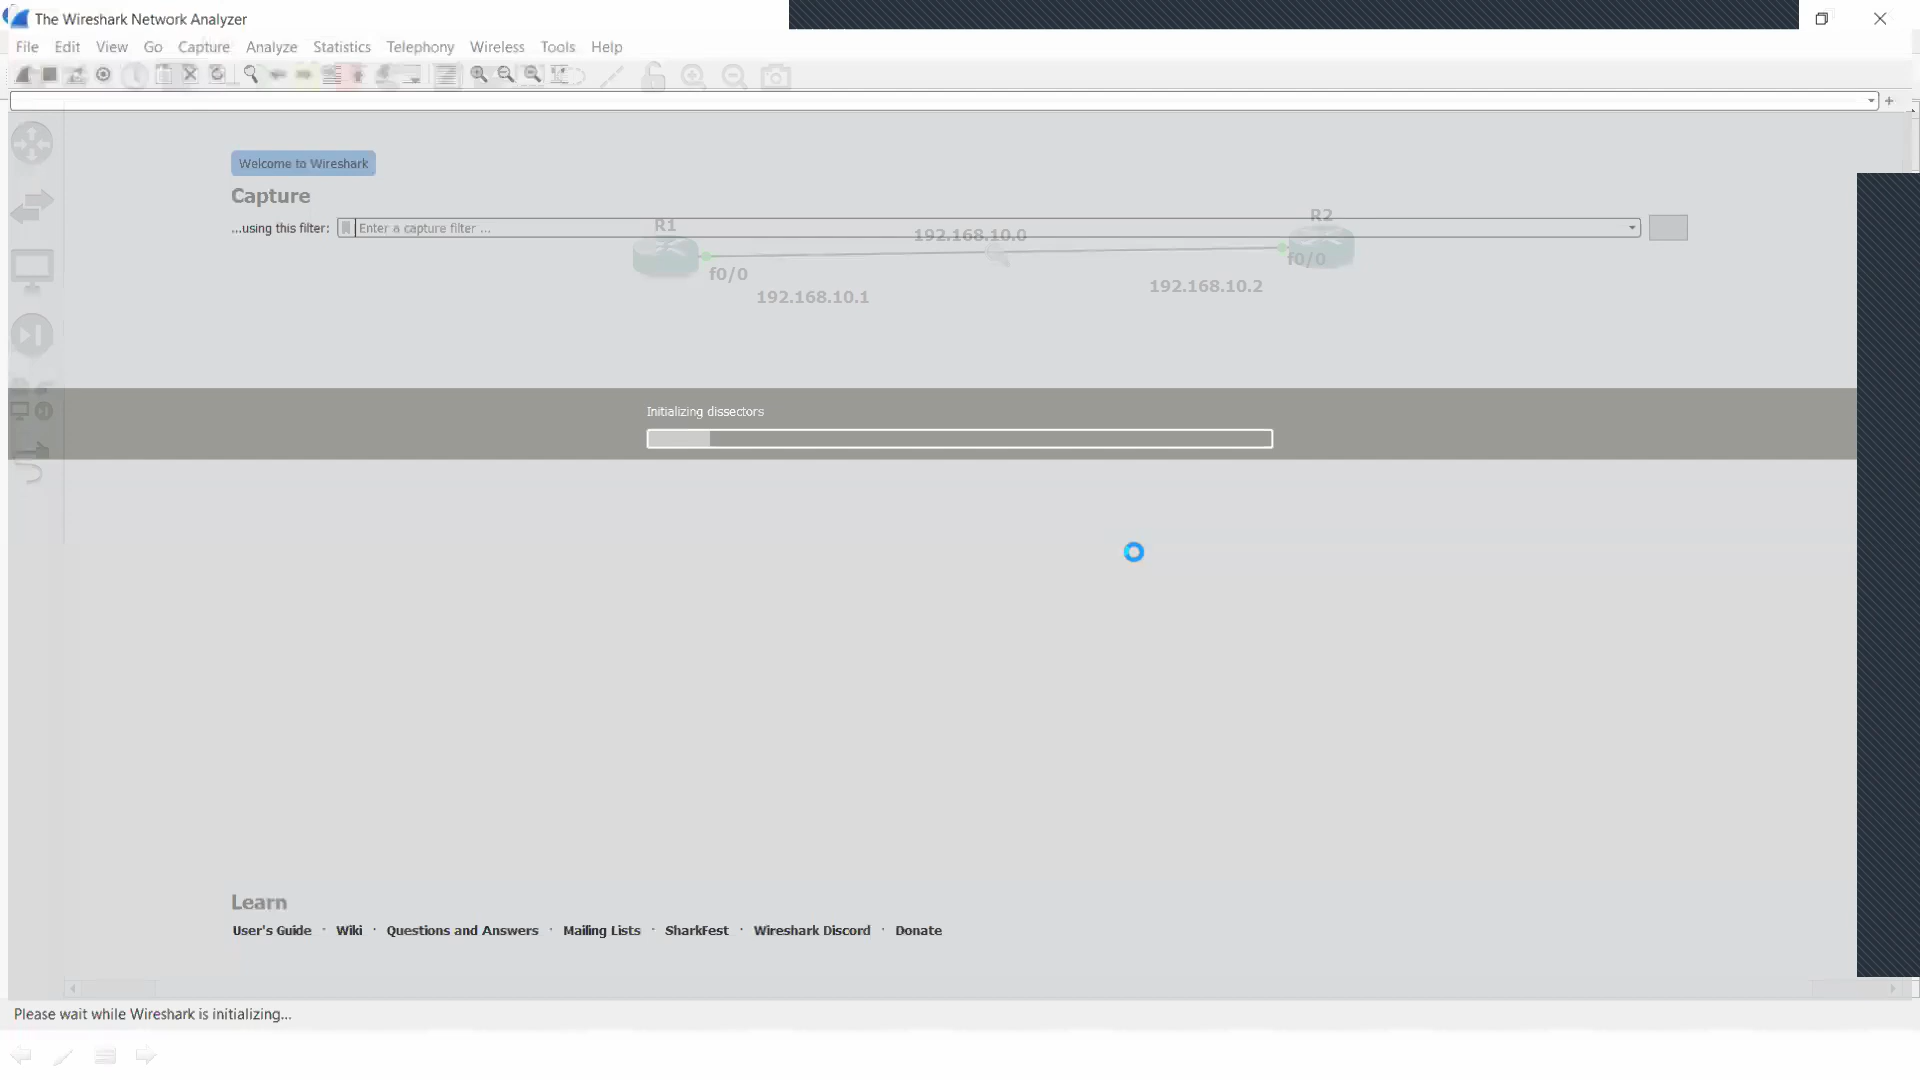 The Wireshark Network Analyzer
File Edit View Go Capture Analyze Statistics Telephony Wireless Tools Help
Welcome to Wireshark
Capture
...using this filter: Enter a capture filter ...
R1
R2
192.168.10.0
f0/0
f0/0
192.168.10.1
192.168.10.2
Initializing dissectors
Learn
User's Guide · Wiki · Questions and Answers · Mailing Lists · SharkFest · Wireshark Discord · Donate
Please wait while Wireshark is initializing...